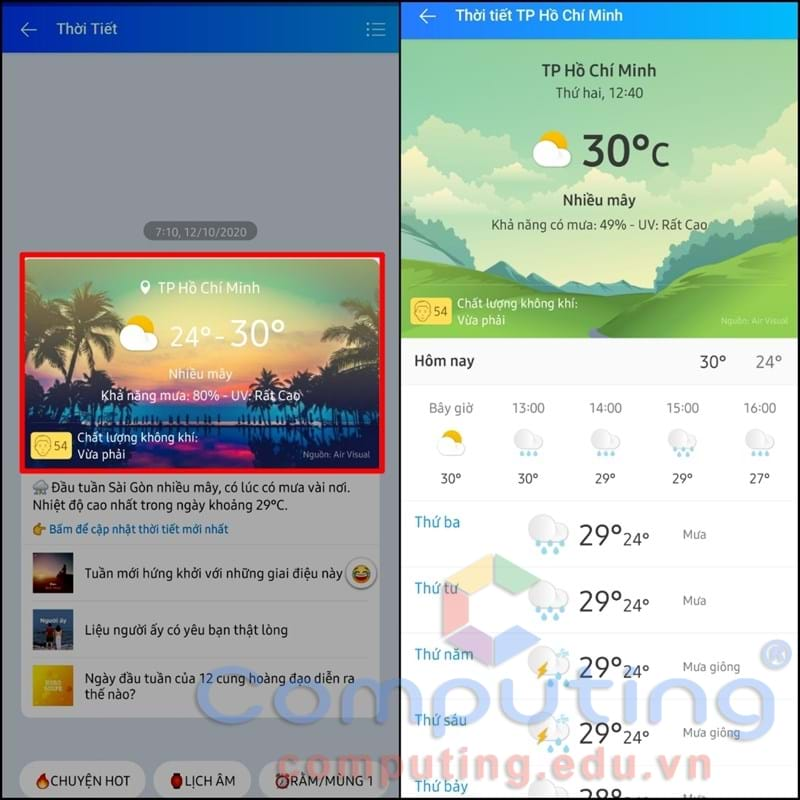 Thời Tiết
7:10, 12/10/2020
TP Hồ Chí Minh
24°-30°
Nhiều mây
Khả năng mưa: 80% - UV: Rất Cao
54
Chất lượng không khí:
Vừa phải
Nguồn: Air Visual
Đầu tuần Sài Gòn nhiều mây, có lúc có mưa vài nơi.
Nhiệt độ cao nhất trong ngày khoảng 29°C.
Bấm để cập nhật thời tiết mới nhất
Tuần mới hứng khởi với những giai điệu này
Người ấy
Liệu người ấy có yêu bạn thật lòng
Ngày đầu tuần của 12 cung hoàng đạo diễn ra
thế nào?
CHUYỆN HOT
LỊCH ÂM
RẰM/MÙNG 1
Thời tiết TP Hồ Chí Minh
TP Hồ Chí Minh
Thứ hai, 12:40
30°C
Nhiều mây
Khả năng có mưa: 49% - UV: Rất Cao
54
Chất lượng không khí:
Vừa phải
Nguồn: Air Visual
Hôm nay 30° 24°
Bây giờ 13:00 14:00 15:00 16:00
30° 30° 29° 29° 27°
Thứ ba 29° 24° Mưa
Thứ tư 29° 24° Mưa
Thứ năm 29° 24° Mưa giông
Thứ sáu 29° 24° Mưa giông
Thứ bảy
Computing
computing.edu.vn